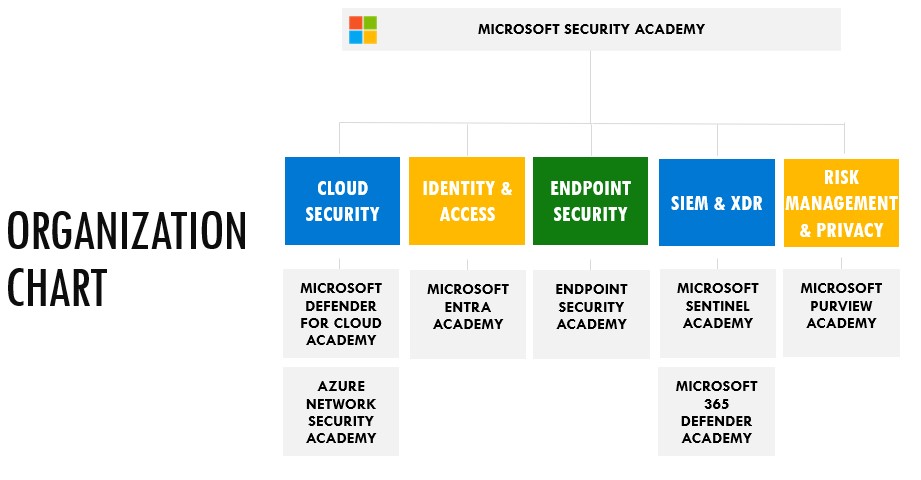 MICROSOFT SECURITY ACADEMY
ORGANIZATION
CHART
CLOUD
SECURITY
IDENTITY &
ACCESS
ENDPOINT
SECURITY
SIEM & XDR
RISK
MANAGEMENT
& PRIVACY
MICROSOFT
DEFENDER
FOR CLOUD
ACADEMY
MICROSOFT
ENTRA
ACADEMY
ENDPOINT
SECURITY
ACADEMY
MICROSOFT
SENTINEL
ACADEMY
MICROSOFT
PURVIEW
ACADEMY
AZURE
NETWORK
SECURITY
ACADEMY
MICROSOFT
365
DEFENDER
ACADEMY